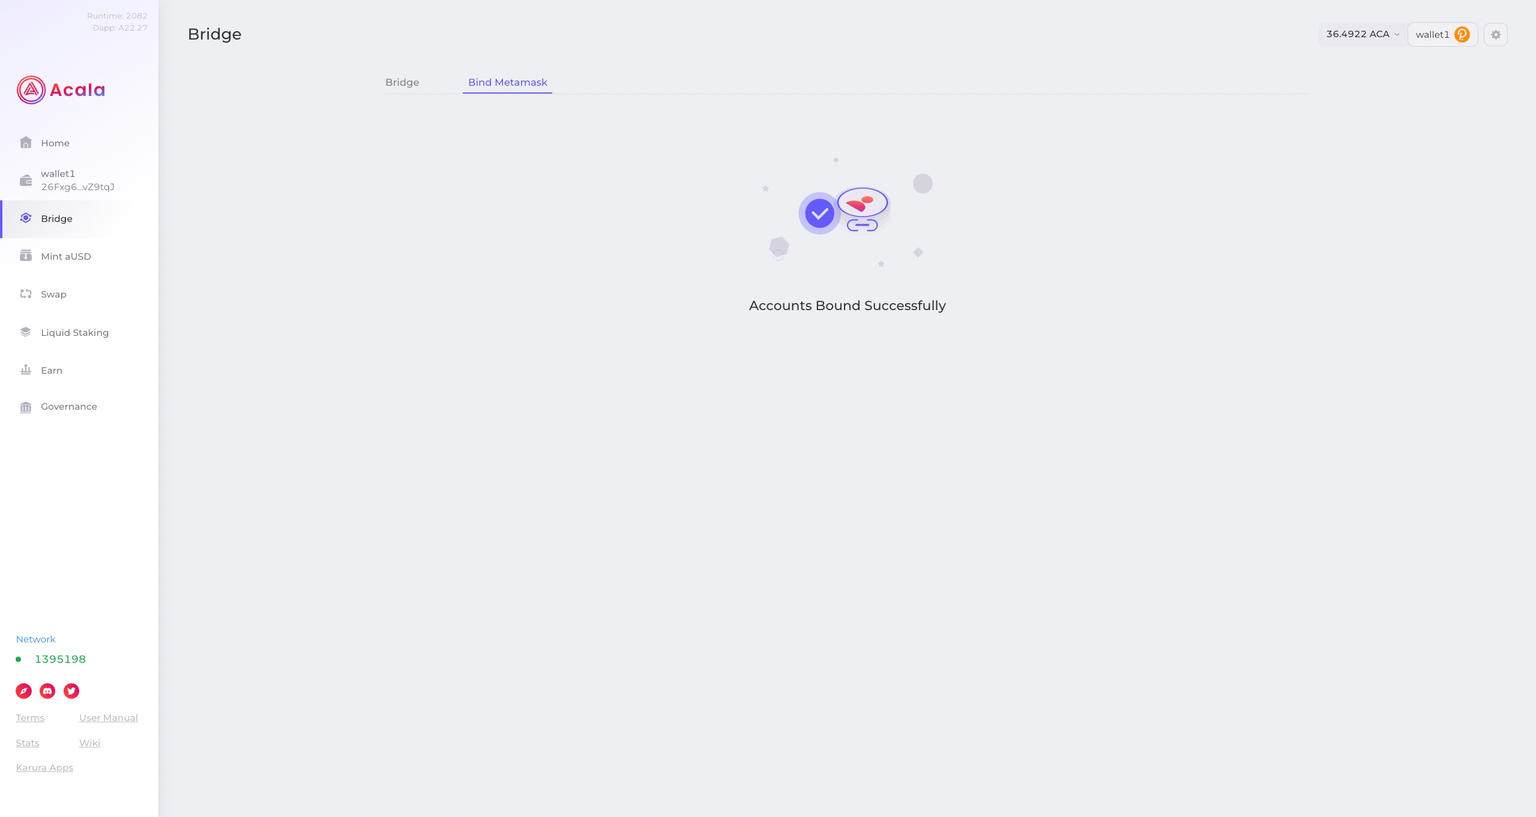 Runtime: 2082
Dapp: A22.27
Acala
Home
wallet1
26Fxg6...vZ9tqJ
Bridge
Mint aUSD
Swap
Liquid Staking
Earn
Governance
Network
1395198
Terms
User Manual
Stats
Wiki
Karura Apps
Bridge
36.4922 ACA
wallet1
Bridge
Bind Metamask
Accounts Bound Successfully